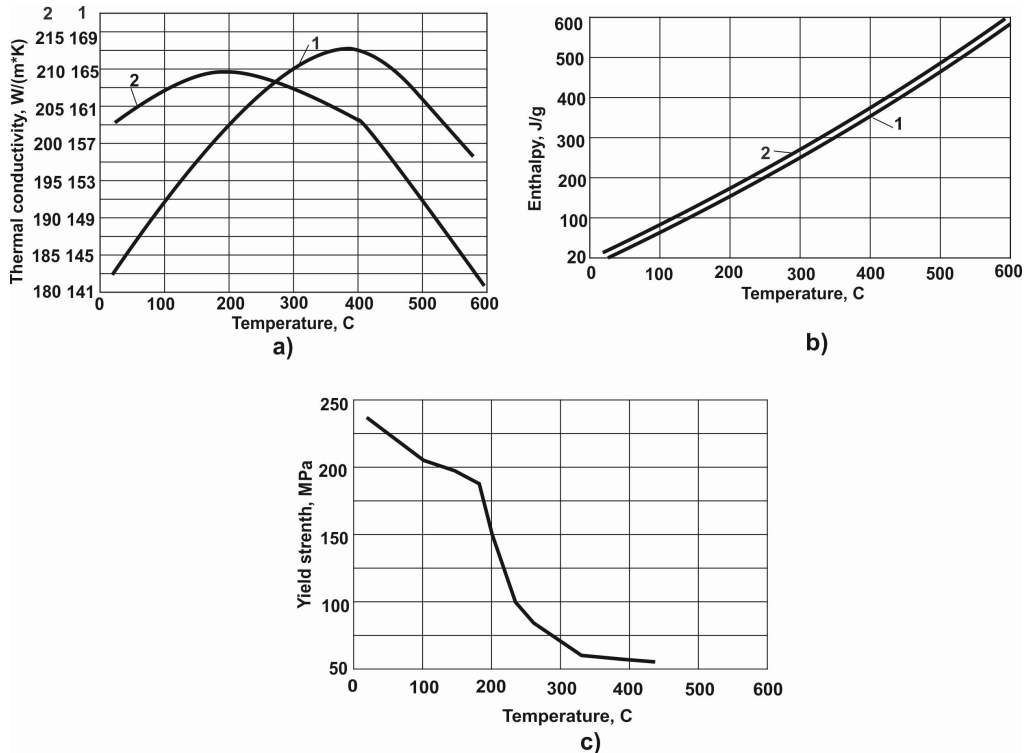 2 1
215 169
210 165
205 161
200 157
195 153
190 149
185 145
180 141
0 100 200 300 400 500 600
Thermal conductivity, W/(m*K)
Temperature, C
2
1
a)
600
500
400
300
200
100
20
0 100 200 300 400 500 600
Enthalpy, J/g
Temperature, C
2
1
b)
250
200
150
100
50
0 100 200 300 400 500 600
Yield strenth, MPa
Temperature, C
c)